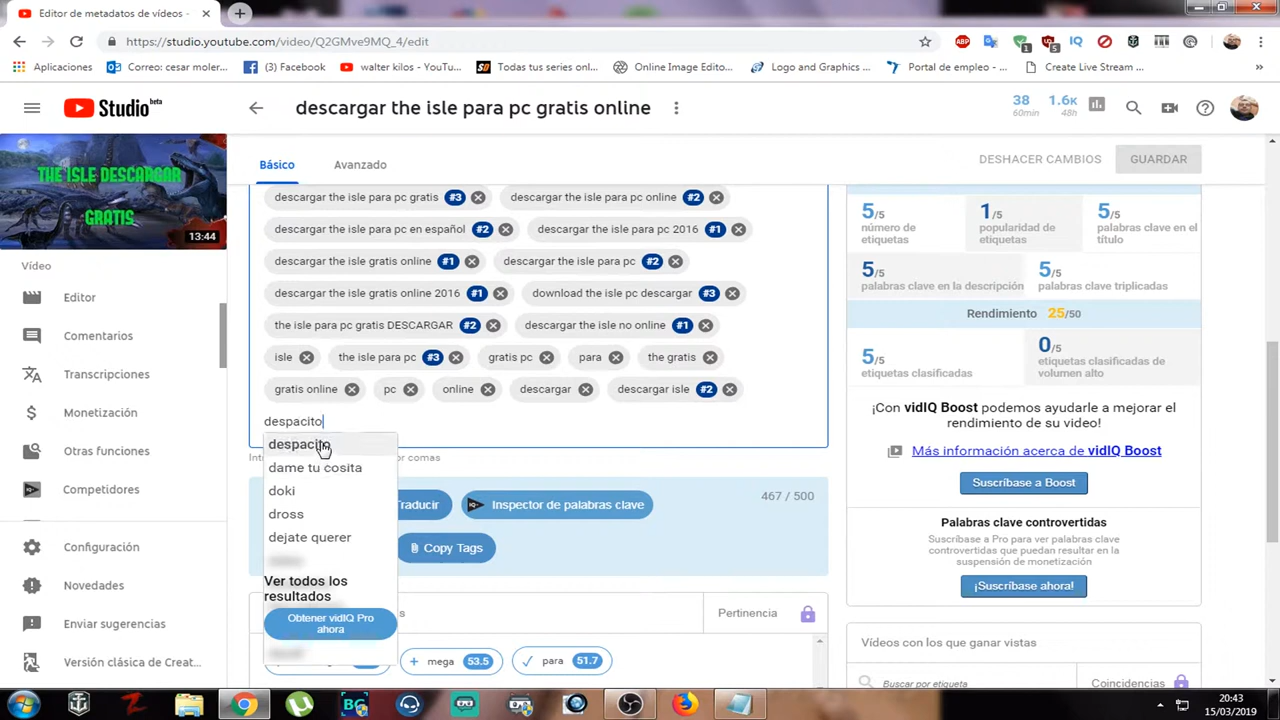 Editor de metadatos de vídeos
https://studio.youtube.com/video/Q2GMve9MQ_4/edit
Aplicaciones
Correo: cesar moler...
(3) Facebook
walter kilos - YouTu...
Todas tus series onl...
Online Image Edito...
Logo and Graphics ...
Portal de empleo - ...
Create Live Stream ...
Studio beta
descargar the isle para pc gratis online
38
60min
1.6K
48h
Básico
Avanzado
DESHACER CAMBIOS
GUARDAR
THE ISLE DESCARGAR
GRATIS
13:44
Vídeo
Editor
Comentarios
Transcripciones
Monetización
Otras funciones
Competidores
Configuración
Novedades
Enviar sugerencias
Versión clásica de Creat...
descargar the isle para pc gratis #3
descargar the isle para pc online #2
descargar the isle para pc en español #2
descargar the isle para pc 2016 #1
descargar the isle gratis online #1
descargar the isle para pc #2
descargar the isle gratis online 2016 #1
download the isle pc descargar #3
the isle para pc gratis DESCARGAR #2
descargar the isle no online #1
isle
the isle para pc #3
gratis pc
para
the gratis
gratis online
pc
online
descargar
descargar isle #2
despacito
despacito
dame tu cosita
doki
dross
dejate querer
Ver todos los
resultados
Obtener vidIQ Pro
ahora
or comas
Traducir
Inspector de palabras clave
467 / 500
Copy Tags
Pertinencia
mega 53.5
para 51.7
5/5
número de
etiquetas
1/5
popularidad de
etiquetas
5/5
palabras clave en el
título
5/5
palabras clave en la descripción
5/5
palabras clave triplicadas
Rendimiento 25/50
5/5
etiquetas clasificadas
0/5
etiquetas clasificadas de
volumen alto
¡Con vidIQ Boost podemos ayudarle a mejorar el
rendimiento de su video!
Más información acerca de vidIQ Boost
Suscríbase a Boost
Palabras clave controvertidas
Suscríbase a Pro para ver palabras clave
controvertidas que puedan resultar en la
suspensión de monetización
¡Suscríbase ahora!
Vídeos con los que ganar vistas
Buscar por etiqueta
Coincidencias
20:43
15/03/2019